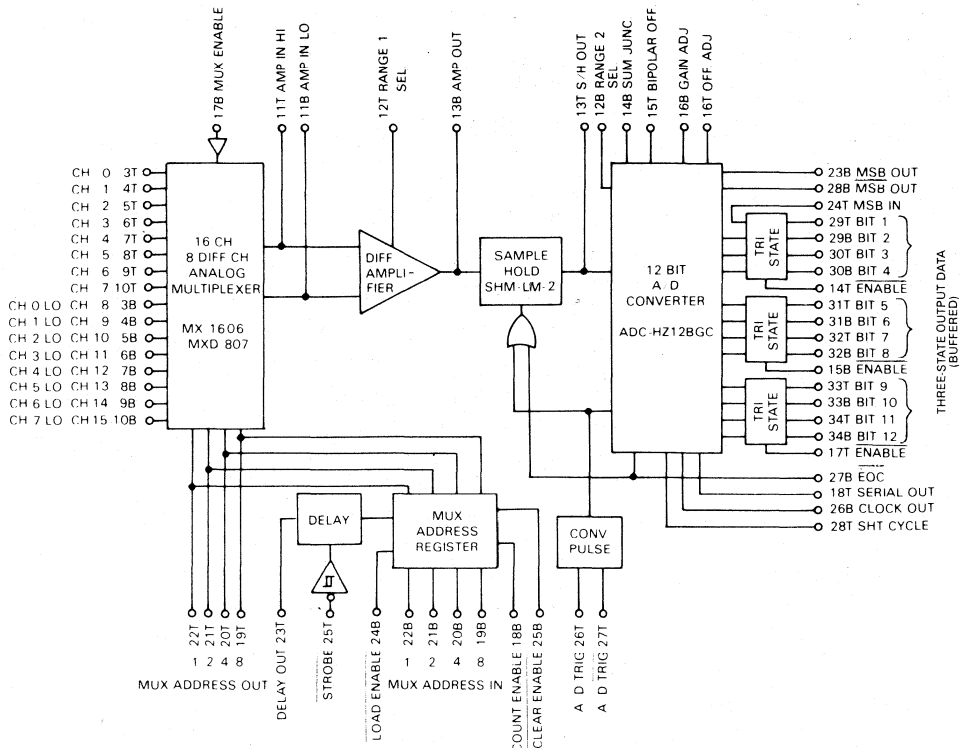 17B MUX ENABLE
11T AMP IN HI
11B AMP IN LO
12T RANGE 1 SEL
13B AMP OUT
13T S/H OUT
12B RANGE 2 SEL
14B SUM JUNC
15T BIPOLAR OFF
16B GAIN ADJ
16T OFF ADJ
CH 0 3T
CH 1 4T
CH 2 5T
CH 3 6T
CH 4 7T
CH 5 8T
CH 6 9T
CH 7 10T
CH 0 LO CH 8 3B
CH 1 LO CH 9 4B
CH 2 LO CH 10 5B
CH 3 LO CH 11 6B
CH 4 LO CH 12 7B
CH 5 LO CH 13 8B
CH 6 LO CH 14 9B
CH 7 LO CH 15 10B
16 CH
8 DIFF CH
ANALOG
MULTIPLEXER
MX 1606
MXD 807
DIFF
AMPLI-
FIER
SAMPLE
HOLD
SHM-LM-2
12 BIT
A/D
CONVERTER
ADC-HZ12BGC
TRI
STATE
TRI
STATE
TRI
STATE
23B MSB OUT
28B MSB OUT
24T MSB IN
29T BIT 1
29B BIT 2
30T BIT 3
30B BIT 4
14T ENABLE
31T BIT 5
31B BIT 6
32T BIT 7
32B BIT 8
15B ENABLE
33T BIT 9
33B BIT 10
34T BIT 11
34B BIT 12
17T ENABLE
27B EOC
18T SERIAL OUT
26B CLOCK OUT
28T SHT CYCLE
THREE-STATE OUTPUT DATA
(BUFFERED)
DELAY
MUX
ADDRESS
REGISTER
CONV
PULSE
22T
21T
20T
19T
1 2 4 8
MUX ADDRESS OUT
DELAY OUT 23T
STROBE 25T
LOAD ENABLE 24B
22B
21B
20B
19B
1 2 4 8
MUX ADDRESS IN
COUNT ENABLE 18B
CLEAR ENABLE 25B
A D TRIG 26T
A D TRIG 27T